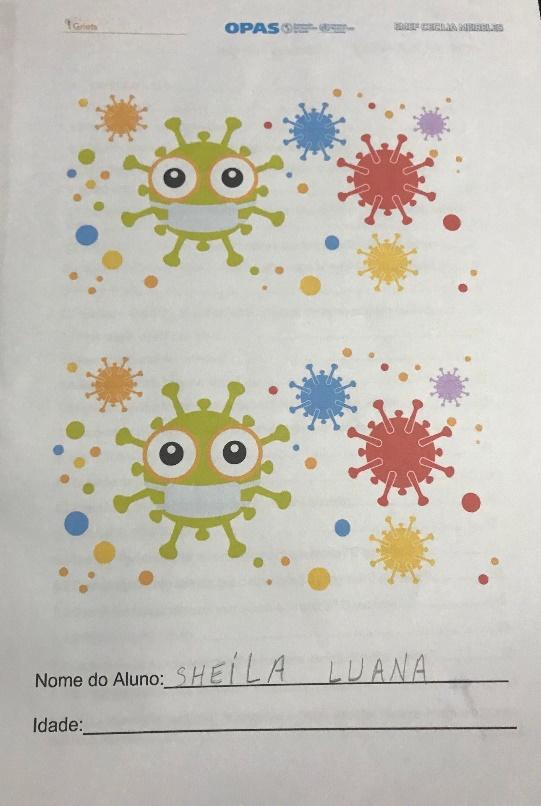 OPAS
EMEF CECILIA MEIRELES
Nome do Aluno: SHEILA LUANA
Idade: